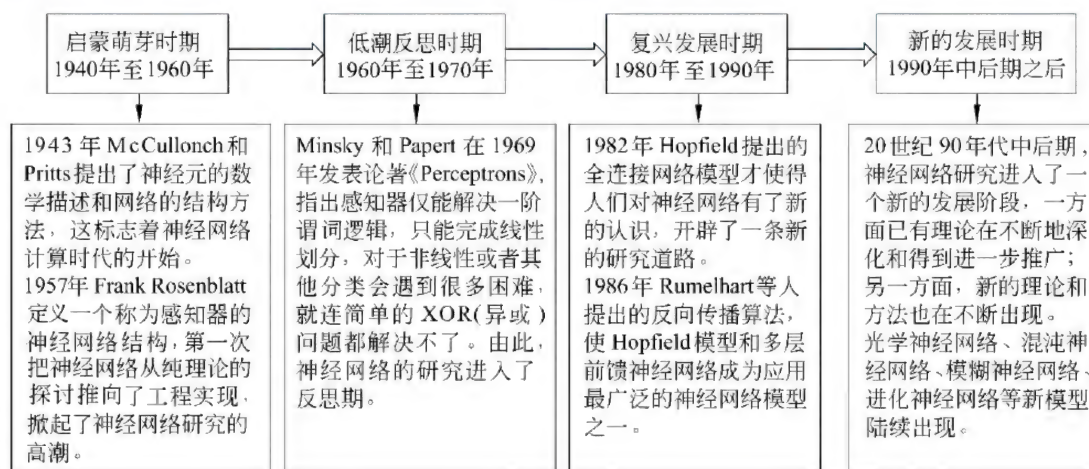 启蒙萌芽时期
1940年至1960年
低潮反思时期
1960年至1970年
复兴发展时期
1980年至1990年
新的发展时期
1990年中后期之后
1943 年 McCullonch和
Pritts提出了神经元的数
学描述和网络的结构方
法，这标志着神经网络
计算时代的开始。
1957年 Frank Rosenblatt
定义一个称为感知器的
神经网络结构，第一次
把神经网络从纯理论的
探讨推向了工程实现，
掀起了神经网络研究的
高潮。
Minsky 和 Papert 在 1969
年发表论著《Perceptrons》，
指出感知器仅能解决一阶
谓词逻辑，只能完成线性
划分，对于非线性或者其
他分类会遇到很多困难，
就连简单的 XOR(异或)
问题都解决不了。由此，
神经网络的研究进入了
反思期。
1982年 Hopfield提出的
全连接网络模型才使得
人们对神经网络有了新
的认识，开辟了一条新
的研究道路。
1986年 Rumelhart等人
提出的反向传播算法，
使 Hopfield模型和多层
前馈神经网络成为应用
最广泛的神经网络模型
之一。
20世纪 90年代中后期，
神经网络研究进入了一
个新的发展阶段，一方
面已有理论在不断地深
化和得到进一步推广；
另一方面，新的理论和
方法也在不断出现。
光学神经网络、混沌神
经网络、模糊神经网络、
进化神经网络等新模型
陆续出现。